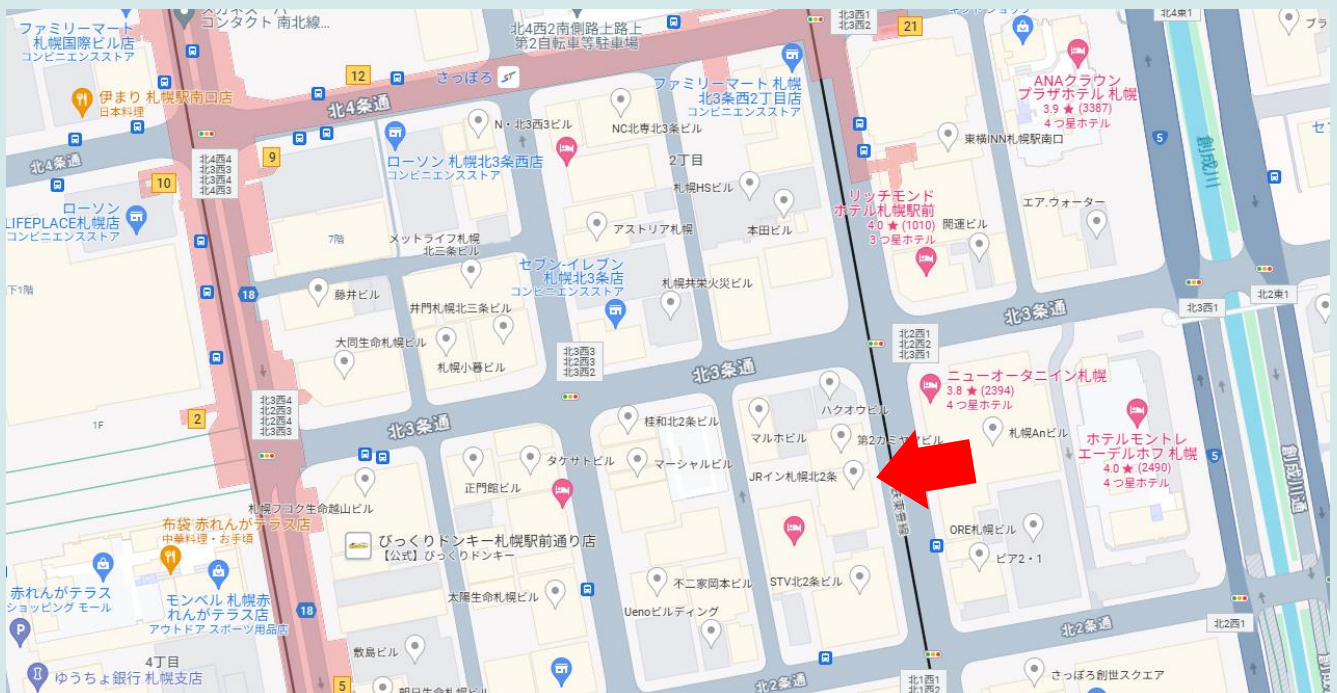 ファミリーマート
札幌国際ビル店
コンビニエンスストア
コンタクト 南北線...
北4西2南側路上路上
第2自転車等駐車場
北3西1
北3西2
21
北4東1
ブラ
12
さっぽろ
ファミリーマート 札幌
北3条西2丁目店
コンビニエンスストア
ANAクラウン
プラザホテル 札幌
3.9 ★ (3387)
4 つ星ホテル
伊まり 札幌駅南口店
日本料理
北4条通
N・北3西3ビル
NC北専北3条ビル
東横INN札幌駅南口
5
創成川
セブ
北4条通
北4西4
北3西3
北3西4
北4西3
9
ローソン 札幌北3条西店
コンビニエンスストア
2丁目
10
札幌HSビル
リッチモンド
ホテル札幌駅前
4.0 ★ (1010)
3 つ星ホテル
ローソン
LIFEPLACE札幌店
コンビニエンスストア
エア.ウォーター
7階
メットライフ札幌
北三条ビル
アストリア札幌
本田ビル
開運ビル
下1階
18
藤井ビル
セブン-イレブン
札幌北3条店
コンビニエンスストア
札幌共栄火災ビル
井門札幌北三条ビル
北3条通
北3西1
北2東1
大同生命札幌ビル
札幌小暮ビル
北3西3
北2西3
北3西2
北2西1
北2西2
北3西1
北3条通
ニューオータニイン札幌
3.8 ★ (2394)
4 つ星ホテル
2
北3西4
北2西3
北2西4
北3西3
1F
北3条通
桂和北2条ビル
マルホビル
ハクオウビル
札幌Anビル
ホテルモントレ
エーデルホフ 札幌
4.0 ★ (2490)
4 つ星ホテル
5
タケサトビル
マーシャルビル
JRイン札幌北2条
正門館ビル
創成川通
札幌フコク生命越山ビル
布袋 赤れんがテラス店
中華料理・お手頃
びっくりドンキー札幌駅前通り店
【公式】びっくりドンキー
ORE札幌ビル
ピア2・1
赤れんがテラス
ショッピング モール
モンベル 札幌赤
れんがテラス店
アウトドア スポーツ用品店
18
太陽生命札幌ビル
不二家岡本ビル
STV北2条ビル
Uenoビルディング
北2条通
北2西1
P
4丁目
ゆうちょ銀行 札幌支店
敷島ビル
5
北2条通
北1西1
北1西2
さっぽろ創世スクエア